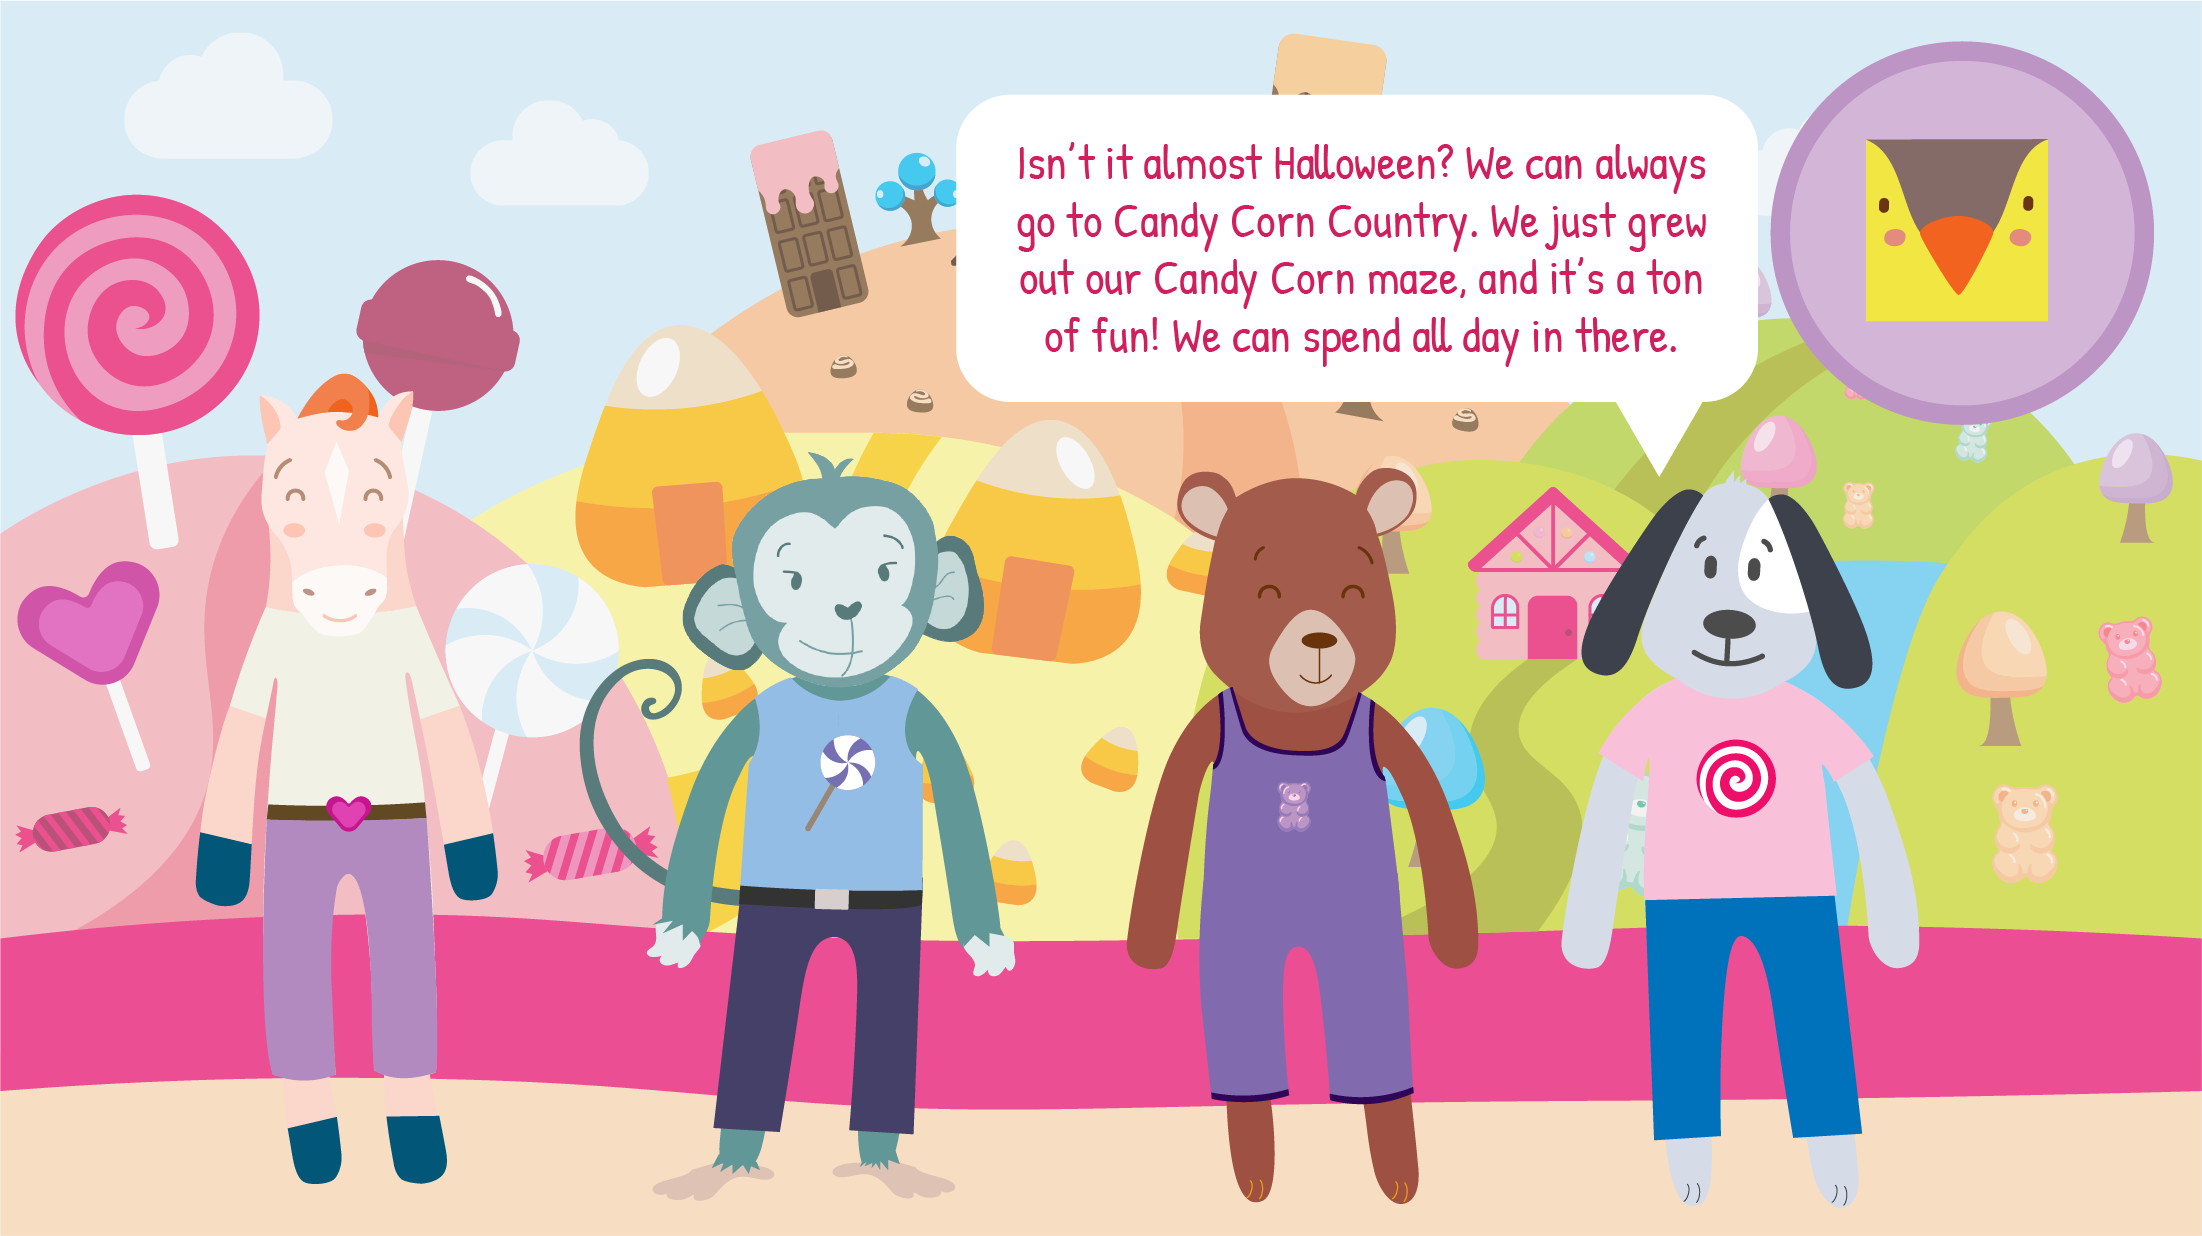 Isn't it almost Halloween? We can always
go to Candy Corn Country. We just grew
out our Candy Corn maze, and it's a ton
of fun! We can spend all day in there.